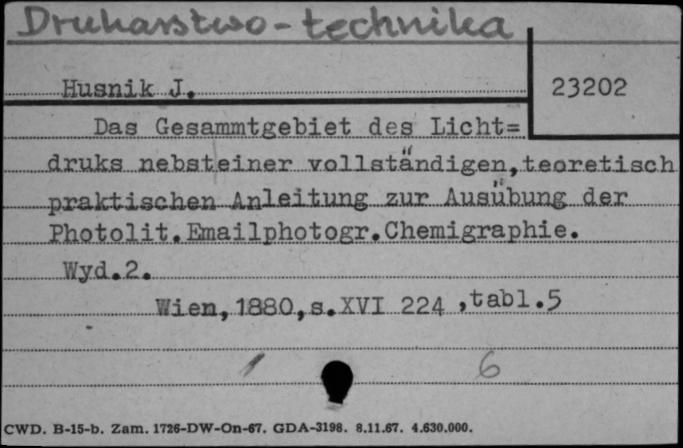 Drukarstwo - technika
Husnik J.
23202
Das Gesammtgebiet des Licht=
druks nebsteiner vollständigen,teoretisch
praktischen Anleitung zur Ausübung der
Photolit.Emailphotogr.Chemigraphie.
Wyd.2.
Wien,1880,s.XVI 224 ,tabl.5
1 6
CWD. B-15-b. Zam. 1726-DW-On-67. GDA-3198. 8.11.67. 4.630.000.